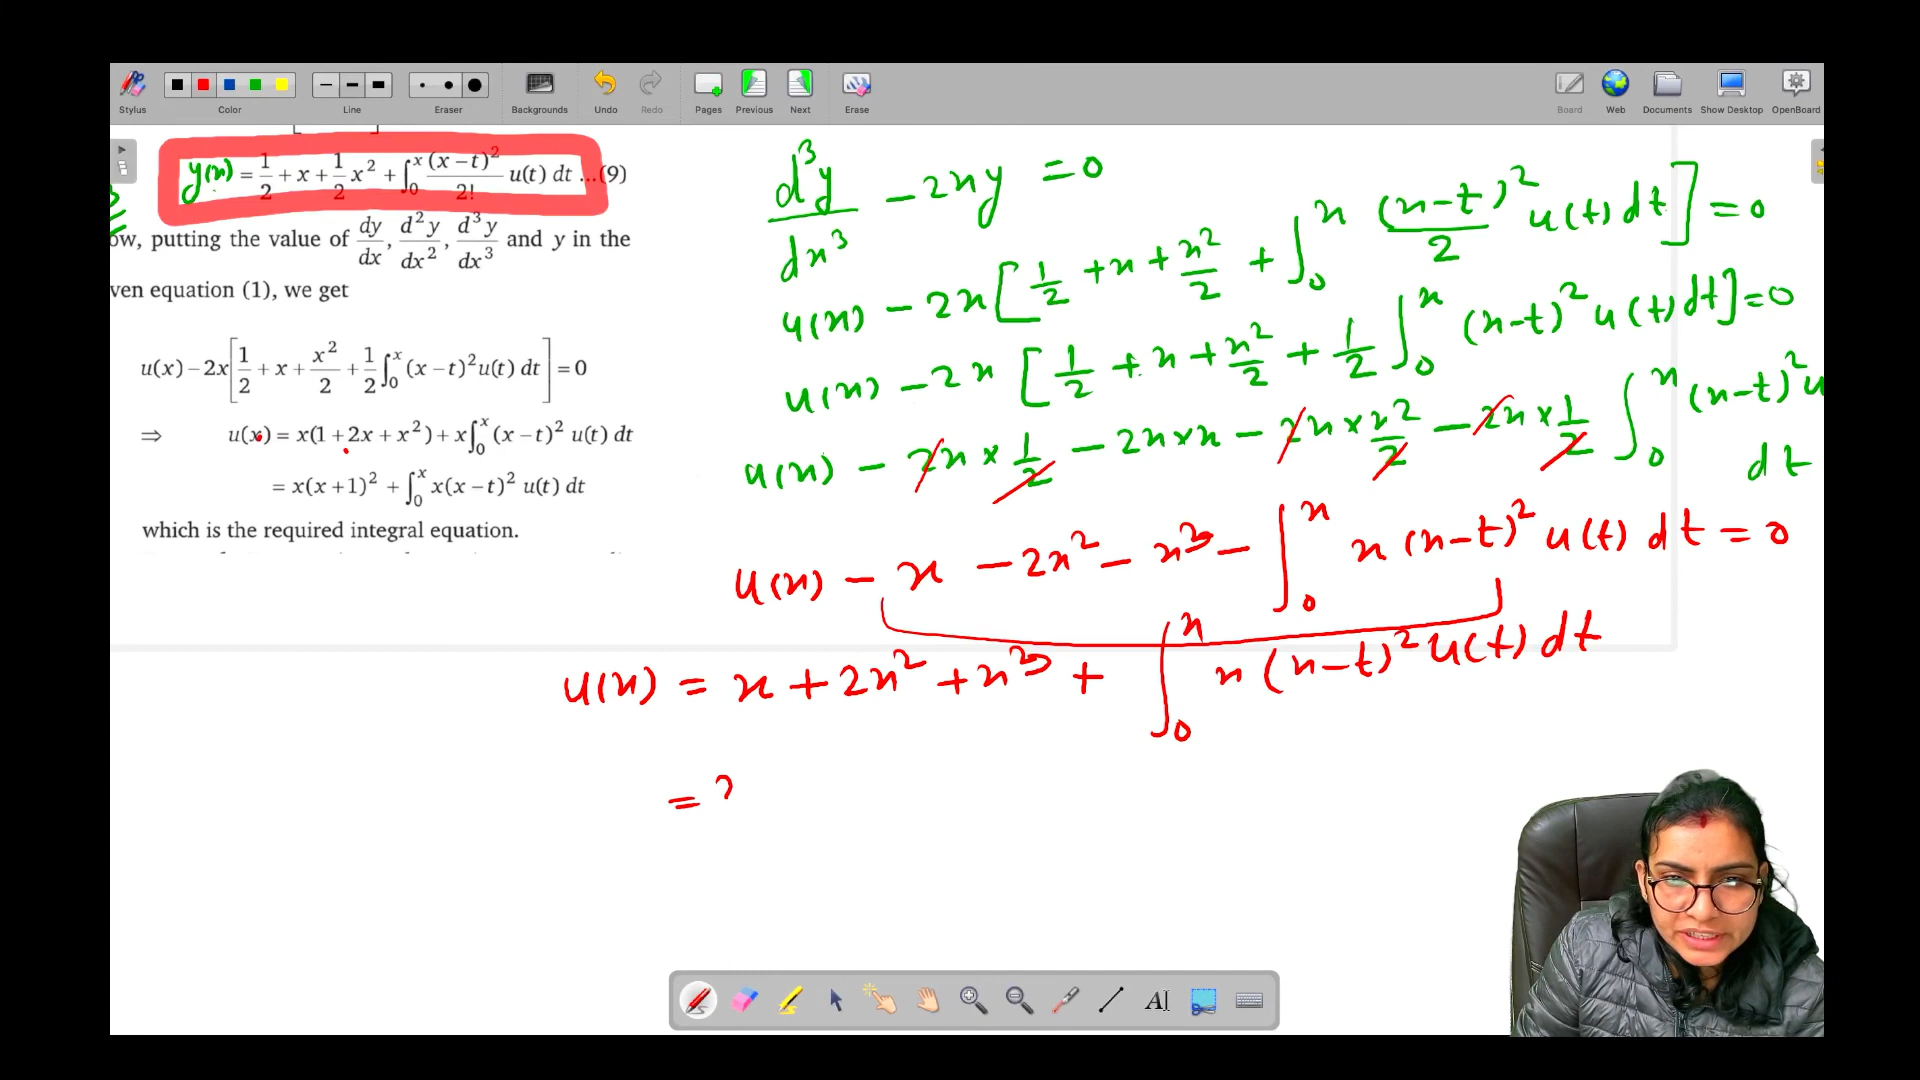 Stylus Color Line Eraser Backgrounds Undo Redo Pages Previous Next Erase Board Web Documents Show Desktop OpenBoard
y(x) = 1/2 + x + 1/2 x² + ∫₀ˣ (x − t)²/2! u(t) dt ...(9)
ow, putting the value of dy/dx, d²y/dx², d³y/dx³ and y in the
ven equation (1), we get
u(x) − 2x[1/2 + x + x²/2 + 1/2 ∫₀ˣ (x − t)² u(t) dt] = 0
⇒ u(x) = x(1 + 2x + x²) + x∫₀ˣ (x − t)² u(t) dt
= x(x + 1)² + ∫₀ˣ x(x − t)² u(t) dt
which is the required integral equation.
d³y/dx³ − 2xy = 0
u(x) − 2x[1/2 + x + x²/2 + ∫₀ˣ (x−t)²/2 u(t) dt] = 0
u(x) − 2x[1/2 + x + x²/2 + 1/2 ∫₀ˣ (x−t)² u(t) dt] = 0
u(x) − 2x × 1/2 − 2x × x − 2x × x²/2 − 2x × 1/2 ∫₀ˣ (x−t)² u
dt
u(x) − x − 2x² − x³ − ∫₀ˣ x(x−t)² u(t) dt = 0
u(x) = x + 2x² + x³ + ∫₀ˣ x(x−t)² u(t) dt
=